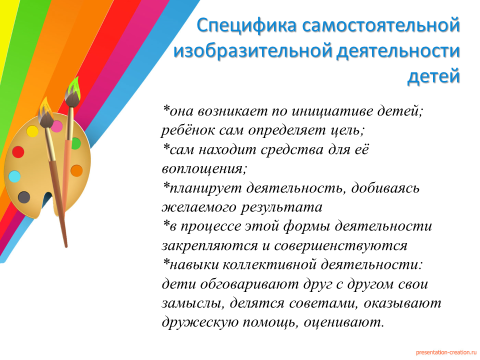 Специфика самостоятельной
изобразительной деятельности
детей
*она возникает по инициативе детей;
ребёнок сам определяет цель;
*сам находит средства для её
воплощения;
*планирует деятельность, добиваясь
желаемого результата
*в процессе этой формы деятельности
закрепляются и совершенствуются
*навыки коллективной деятельности:
дети обговаривают друг с другом свои
замыслы, делятся советами, оказывают
дружескую помощь, оценивают.
presentation-creation.ru